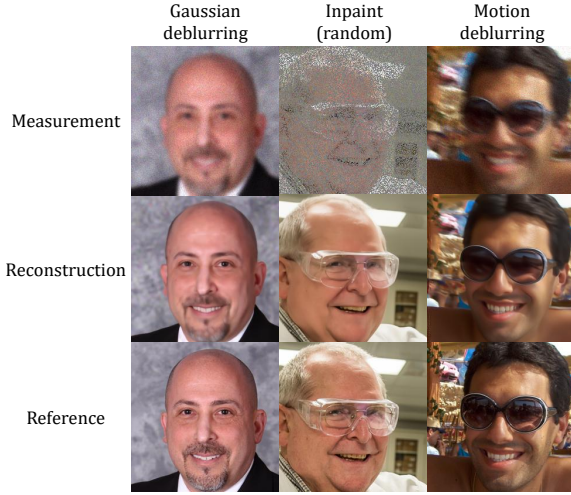 Gaussian
deblurring
Inpaint
(random)
Motion
deblurring
Measurement
Reconstruction
Reference